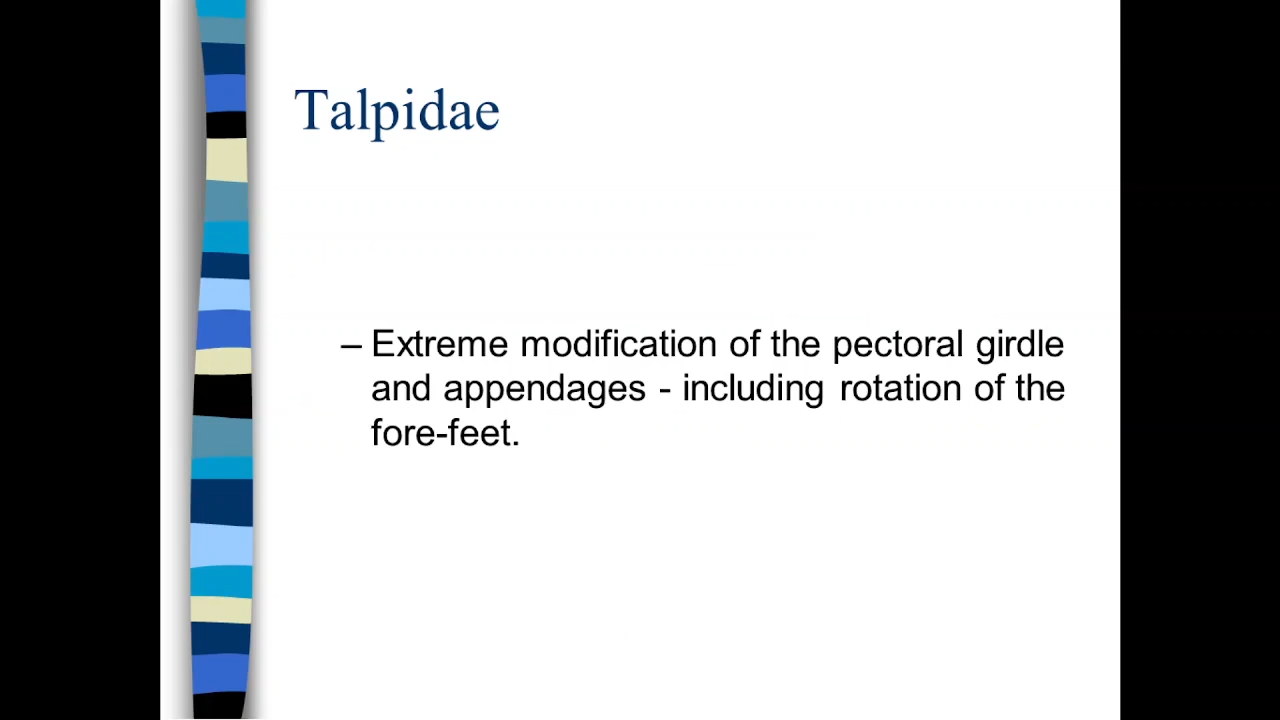 Talpidae
– Extreme modification of the pectoral girdle
and appendages - including rotation of the
fore-feet.